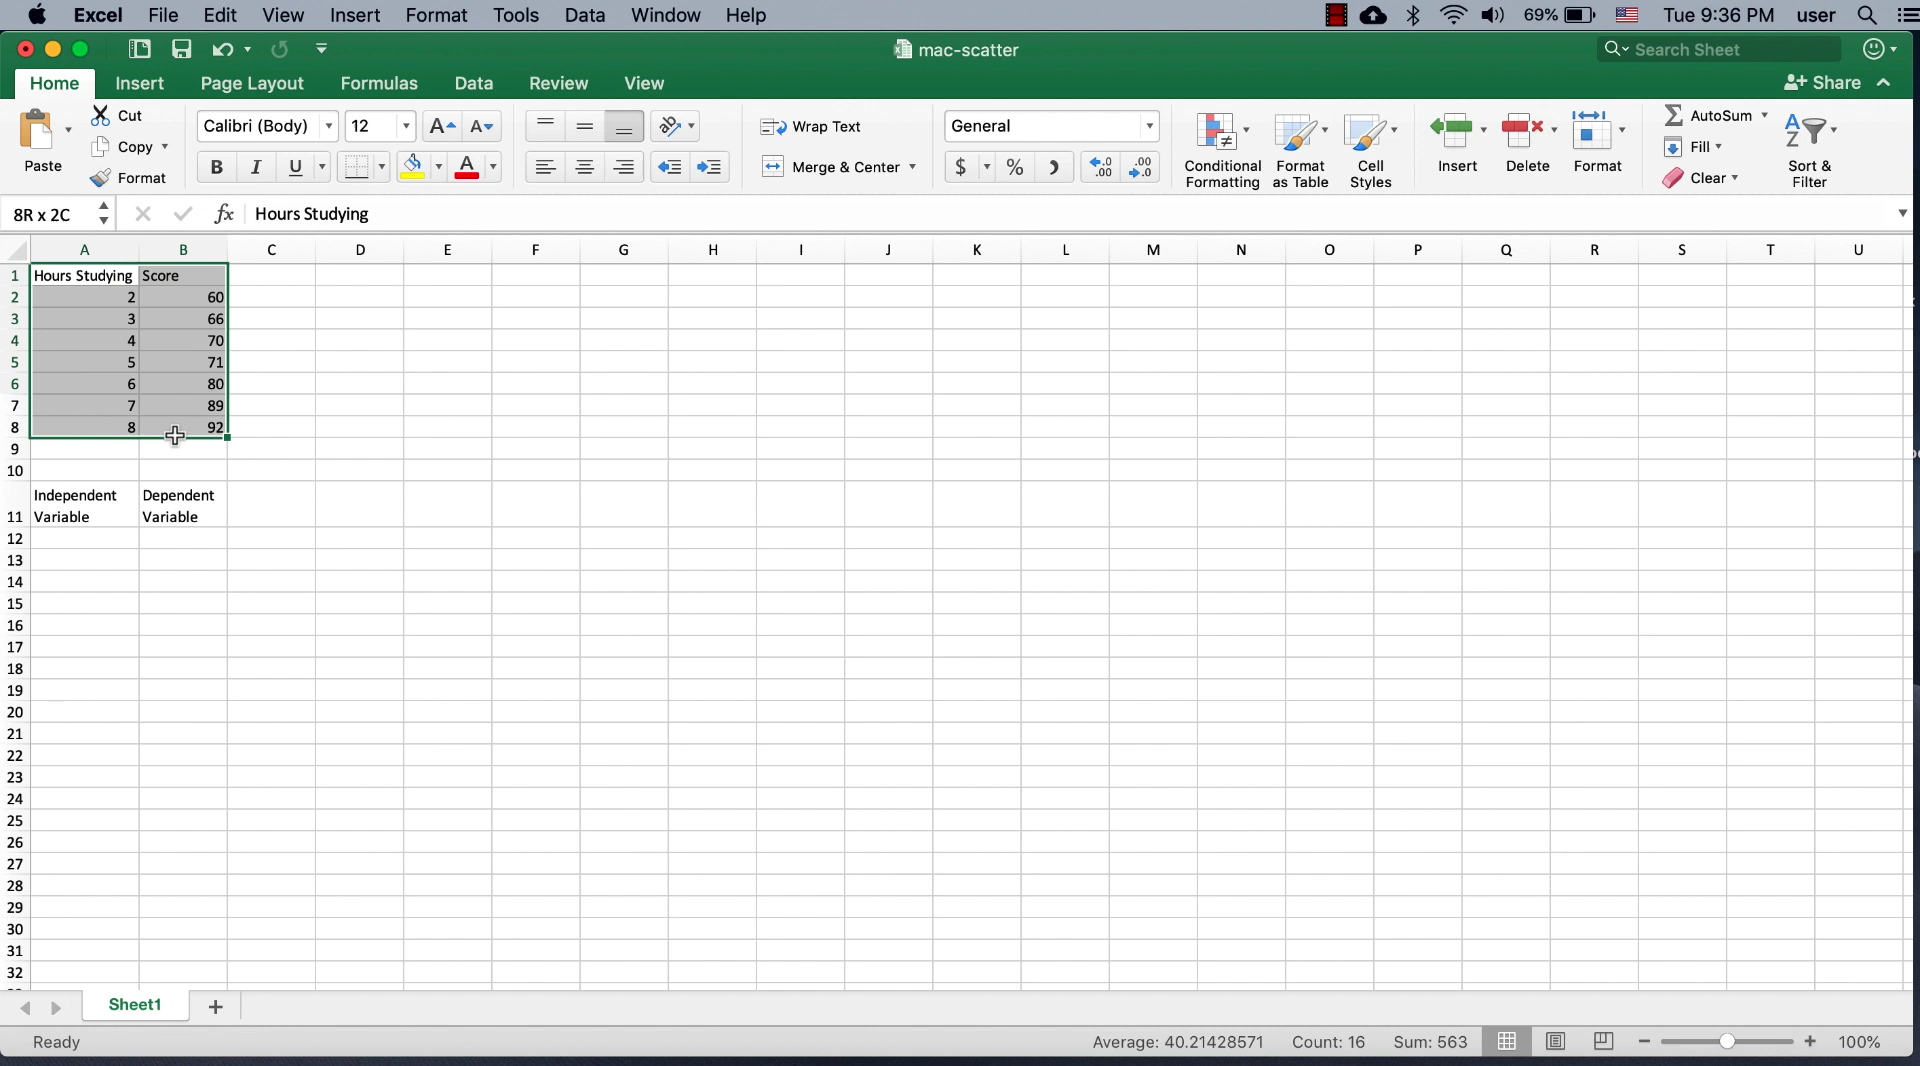 Excel File Edit View Insert Format Tools Data Window Help 69% Tue 9:36 PM user
mac-scatter Search Sheet
Home Insert Page Layout Formulas Data Review View Share
Paste Cut Calibri (Body) 12 A A Wrap Text General Conditional Formatting Format as Table Cell Styles Insert Delete Format AutoSum Sort & Filter
Copy Fill
Format B I U A Merge & Center $ % Clear
8R x 2C fx Hours Studying
A B C D E F G H I J K L M N O P Q R S T U
1 Hours Studying Score
2 2 60
3 3 66
4 4 70
5 5 71
6 6 80
7 7 89
8 8 92
9
10
Independent Dependent
11 Variable Variable
12
13
14
15
16
17
18
19
20
21
22
23
24
25
26
27
28
29
30
31
32
Sheet1 +
Ready Average: 40.21428571 Count: 16 Sum: 563 100%